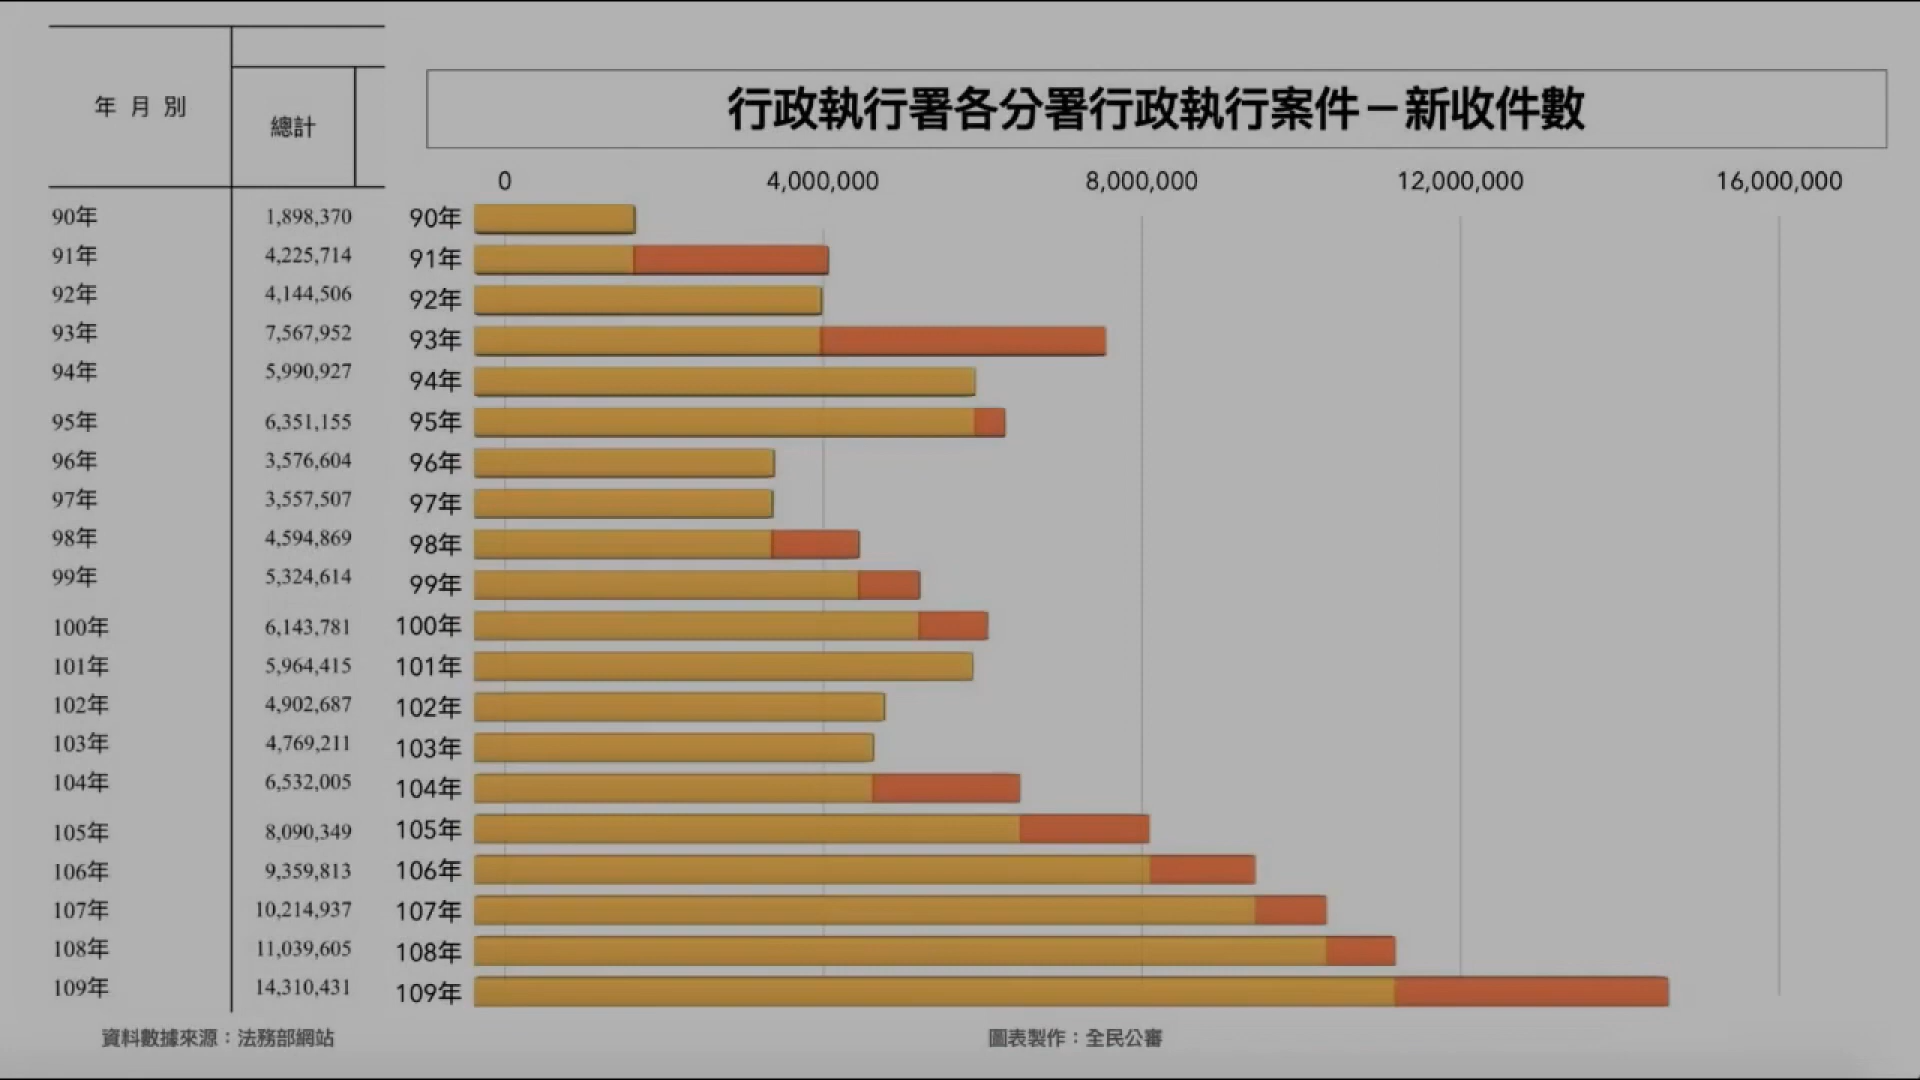 行政執行署各分署行政執行案件－新收件數
年 月 別
總計
0 4,000,000 8,000,000 12,000,000 16,000,000
90年 1,898,370 90年
91年 4,225,714 91年
92年 4,144,506 92年
93年 7,567,952 93年
94年 5,990,927 94年
95年 6,351,155 95年
96年 3,576,604 96年
97年 3,557,507 97年
98年 4,594,869 98年
99年 5,324,614 99年
100年 6,143,781 100年
101年 5,964,415 101年
102年 4,902,687 102年
103年 4,769,211 103年
104年 6,532,005 104年
105年 8,090,349 105年
106年 9,359,813 106年
107年 10,214,937 107年
108年 11,039,605 108年
109年 14,310,431 109年
資料數據來源：法務部網站
圖表製作：全民公審